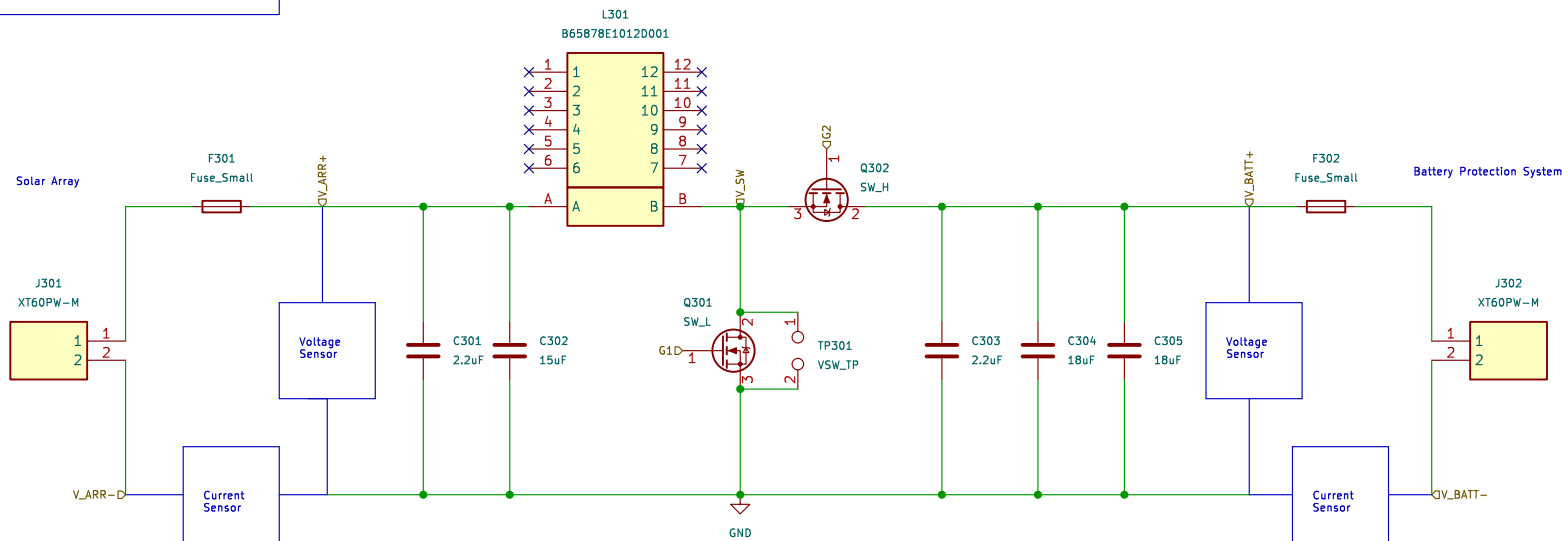 L301
B65878E1012D001
1 1 12 12
2 2 11 11
3 3 10 10
4 4 9 9
5 5 8 8
6 6 7 7
A A B B
Solar Array
F301
Fuse_Small
V_ARR+
V_SW
G2
1
Q302
SW_H
3 2
V_BATT+
F302
Fuse_Small
Battery Protection System
J301
XT60PW-M
1 1
2 2
Voltage
Sensor
C301
2.2uF
C302
15uF
Q301
SW_L
G1
1
2
3
1
2
TP301
VSW_TP
C303
2.2uF
C304
18uF
C305
18uF
Voltage
Sensor
J302
XT60PW-M
1 1
2 2
V_ARR-
Current
Sensor
GND
Current
Sensor
V_BATT-